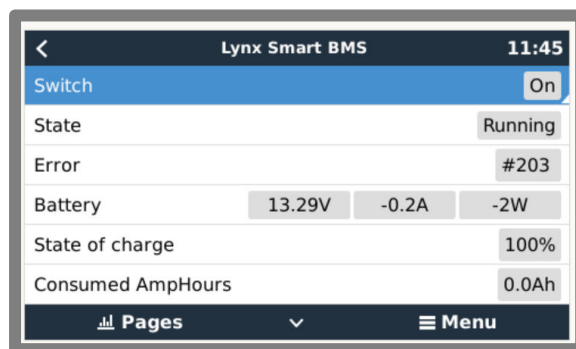 Lynx Smart BMS 11:45
Switch On
State Running
Error #203
Battery 13.29V -0.2A -2W
State of charge 100%
Consumed AmpHours 0.0Ah
Pages Menu